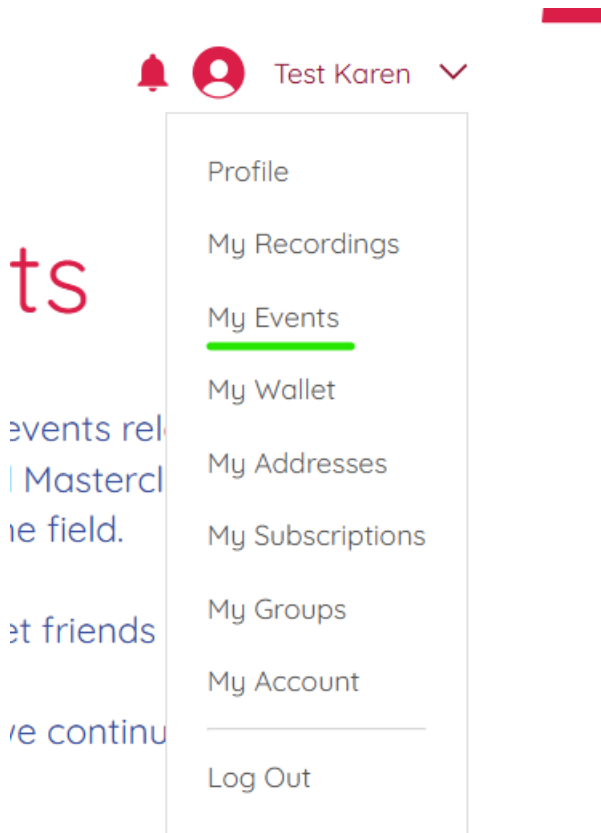 Test Karen
Profile
My Recordings
ts
My Events
My Wallet
events rel
Mastercl
My Addresses
ne field.
My Subscriptions
et friends
My Groups
My Account
ve continu
Log Out